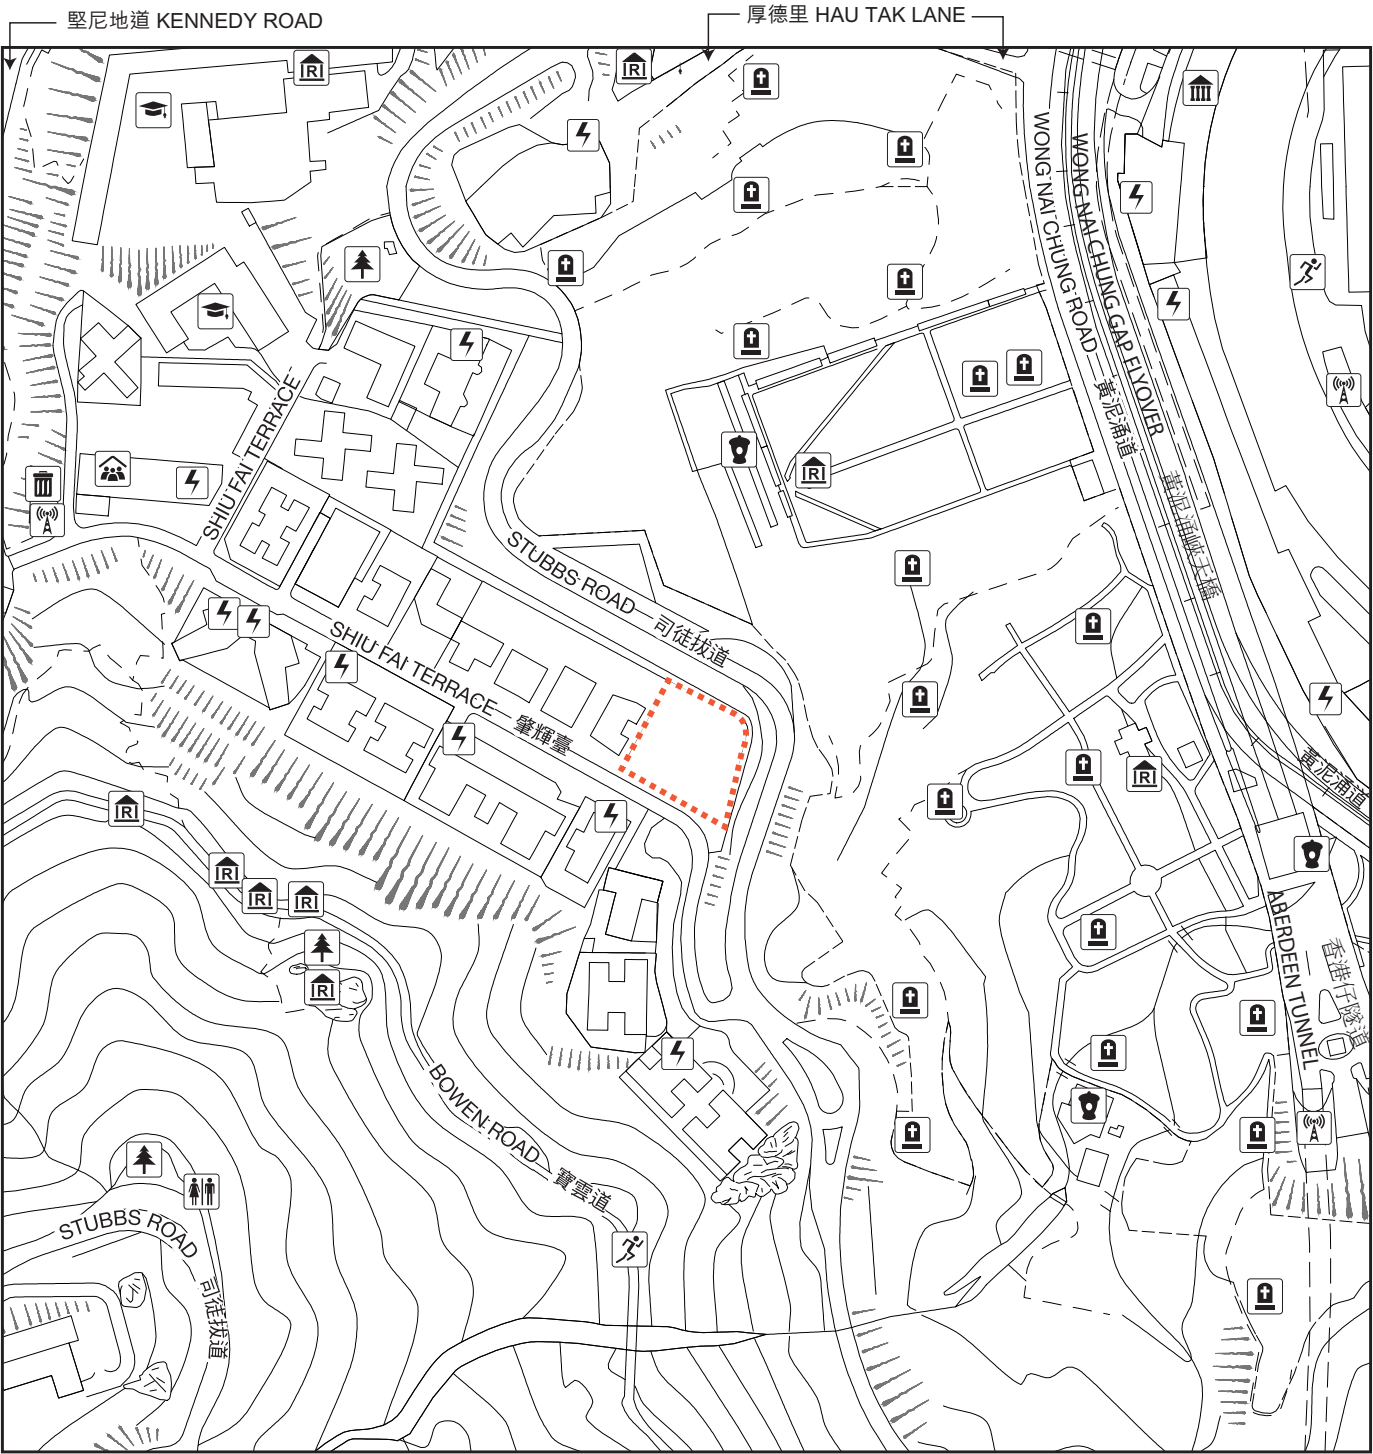 堅尼地道 KENNEDY ROAD
厚德里 HAU TAK LANE
WONG NAI CHUNG ROAD 黃泥涌道
WONG NAI CHUNG GAP FLYOVER
黃泥涌峽天橋
SHIU FAI TERRACE
STUBBS ROAD 司徒拔道
SHIU FAI TERRACE 肇輝臺
黃泥涌道
ABERDEEN TUNNEL
香港仔隧道
BOWEN ROAD 寶雲道
STUBBS ROAD
司徒拔道